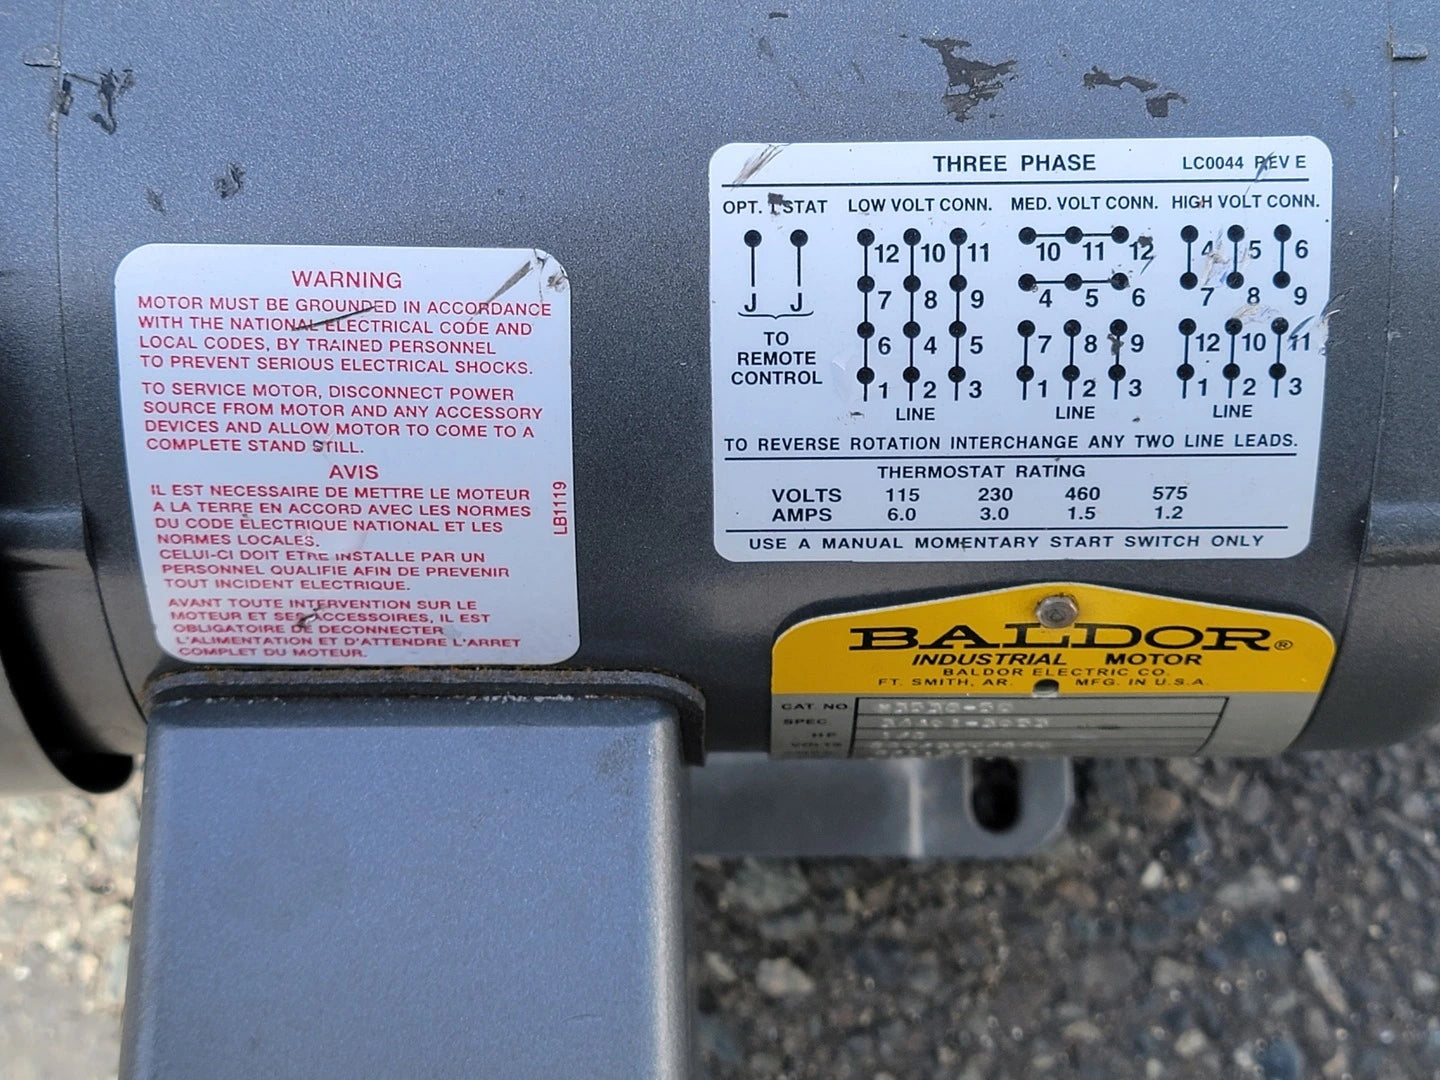 WARNING
MOTOR MUST BE GROUNDED IN ACCORDANCE
WITH THE NATIONAL ELECTRICAL CODE AND
LOCAL CODES, BY TRAINED PERSONNEL
TO PREVENT SERIOUS ELECTRICAL SHOCKS.
TO SERVICE MOTOR, DISCONNECT POWER
SOURCE FROM MOTOR AND ANY ACCESSORY
DEVICES AND ALLOW MOTOR TO COME TO A
COMPLETE STAND STILL.
AVIS
IL EST NECESSAIRE DE METTRE LE MOTEUR
A LA TERRE EN ACCORD AVEC LES NORMES
DU CODE ÉLECTRIQUE NATIONAL ET LES
NORMES LOCALES.
CELUI-CI DOIT ETRE INSTALLE PAR UN
PERSONNEL QUALIFIE AFIN DE PREVENIR
TOUT INCIDENT ELECTRIQUE.
AVANT TOUTE INTERVENTION SUR LE
MOTEUR ET SES ACCESSOIRES, IL EST
OBLIGATOIRE DE DECONNECTER
L'ALIMENTATION ET D'ATTENDRE L'ARRET
COMPLET DU MOTEUR.
LB1119
THREE PHASE LC0044 REV E
OPT. T'STAT LOW VOLT CONN. MED. VOLT CONN. HIGH VOLT CONN.
12 10 11 10 11 12 4 5 6
J J 7 8 9 4 5 6 7 8 9
TO
REMOTE
CONTROL
6 4 5 7 8 9 12 10 11
1 2 3 1 2 3 1 2 3
LINE LINE LINE
TO REVERSE ROTATION INTERCHANGE ANY TWO LINE LEADS.
THERMOSTAT RATING
VOLTS 115 230 460 575
AMPS 6.0 3.0 1.5 1.2
USE A MANUAL MOMENTARY START SWITCH ONLY
BALDOR®
INDUSTRIAL MOTOR
BALDOR ELECTRIC CO.
FT. SMITH, AR. MFG. IN U.S.A.
CAT. NO.
SPEC
HP
VOLTS